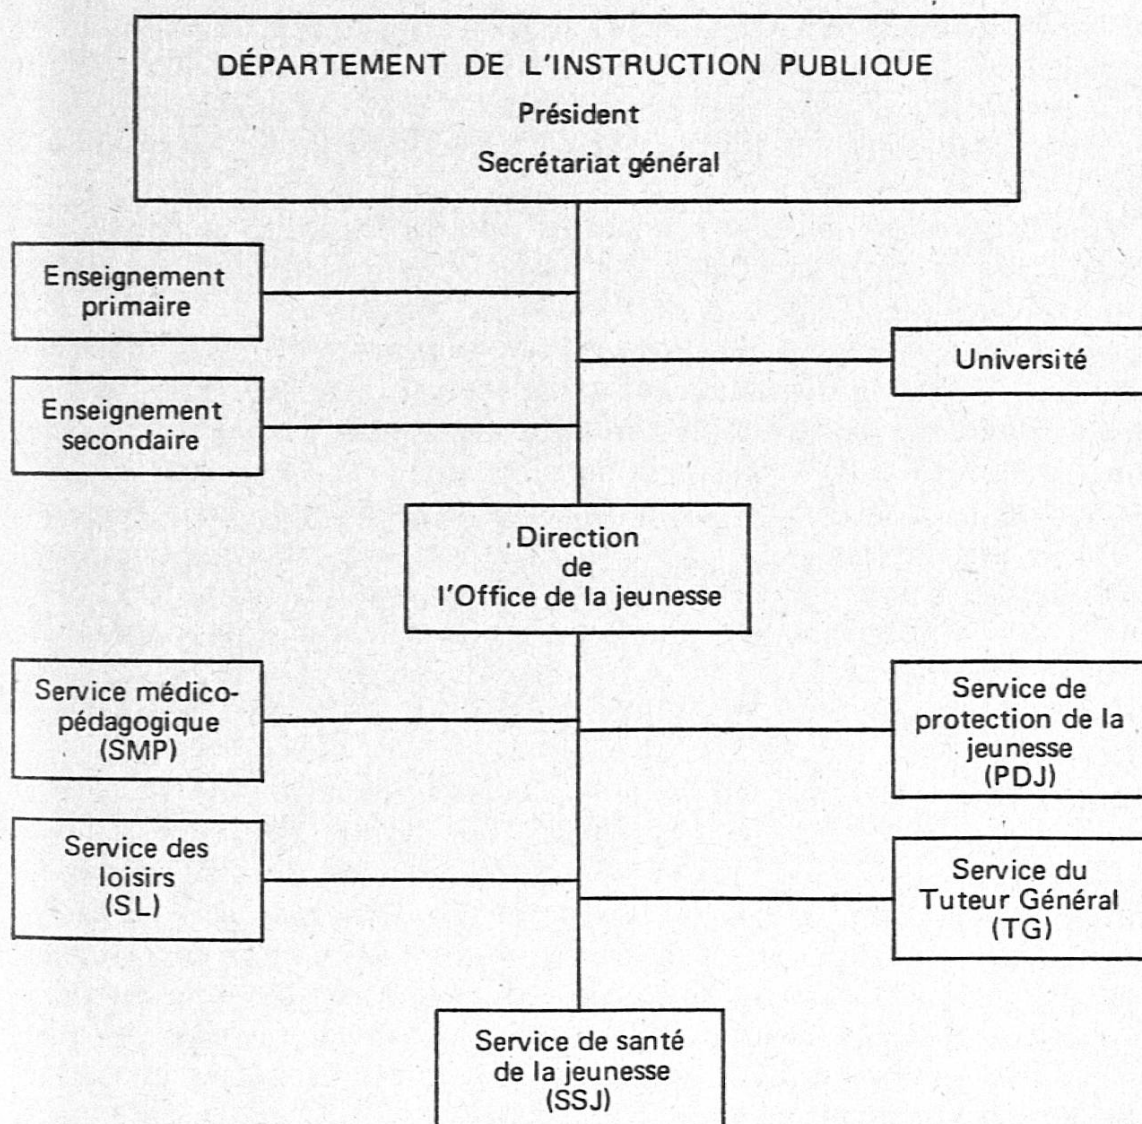 DÉPARTEMENT DE L'INSTRUCTION PUBLIQUE
Président
Secrétariat général
Enseignement
primaire
Université
Enseignement
secondaire
Direction
de
l'Office de la jeunesse
Service médico-
pédagogique
(SMP)
Service de
protection de la
jeunesse
(PDJ)
Service des
loisirs
(SL)
Service du
Tuteur Général
(TG)
Service de santé
de la jeunesse
(SSJ)